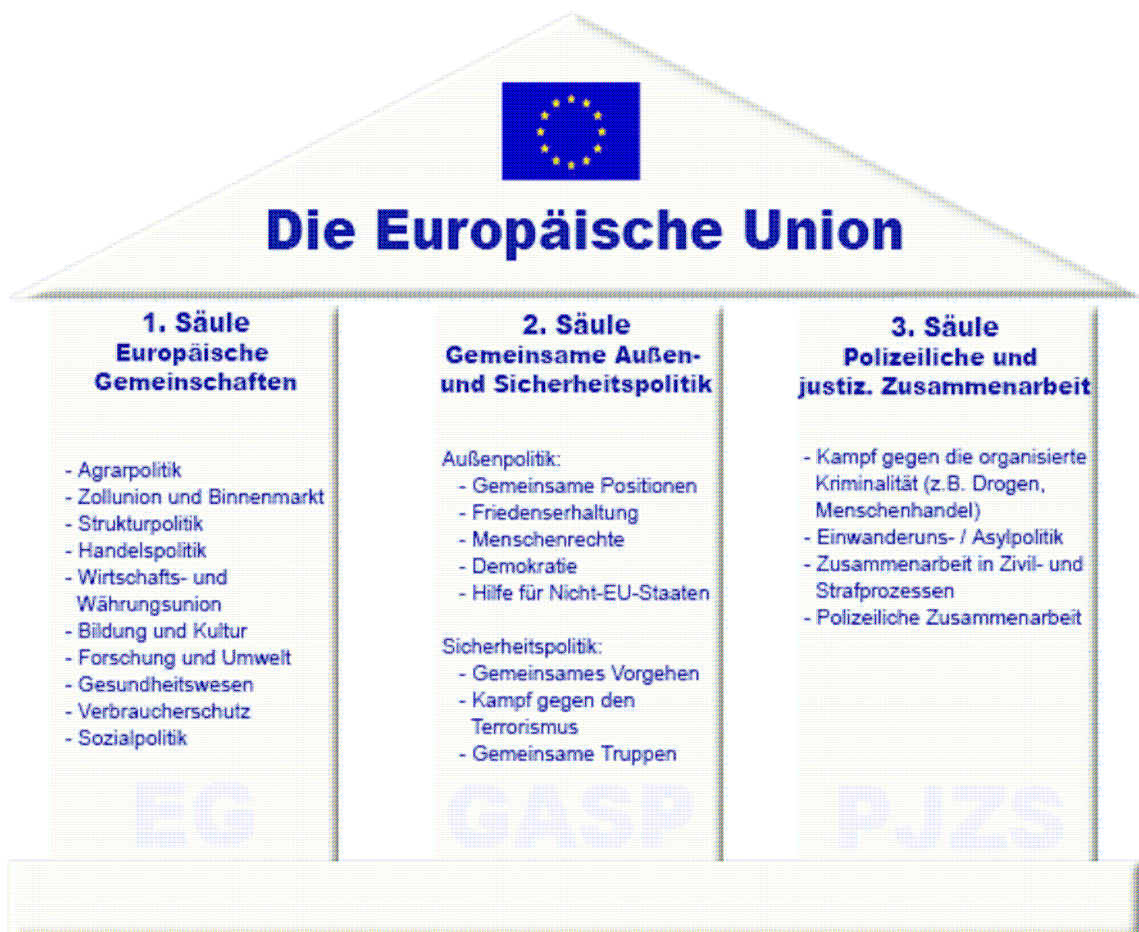 Die Europäische Union
1. Säule
Europäische
Gemeinschaften
- Agrarpolitik
- Zollunion und Binnenmarkt
- Strukturpolitik
- Handelspolitik
- Wirtschafts- und
Währungsunion
- Bildung und Kultur
- Forschung und Umwelt
- Gesundheitswesen
- Verbraucherschutz
- Sozialpolitik
EG
2. Säule
Gemeinsame Außen-
und Sicherheitspolitik
Außenpolitik:
- Gemeinsame Positionen
- Friedenserhaltung
- Menschenrechte
- Demokratie
- Hilfe für Nicht-EU-Staaten
Sicherheitspolitik:
- Gemeinsames Vorgehen
- Kampf gegen den
Terrorismus
- Gemeinsame Truppen
GASP
3. Säule
Polizeiliche und
justiz. Zusammenarbeit
- Kampf gegen die organisierte
Kriminalität (z.B. Drogen,
Menschenhandel)
- Einwanderuns- / Asylpolitik
- Zusammenarbeit in Zivil- und
Strafprozessen
- Polizeiliche Zusammenarbeit
PJZS